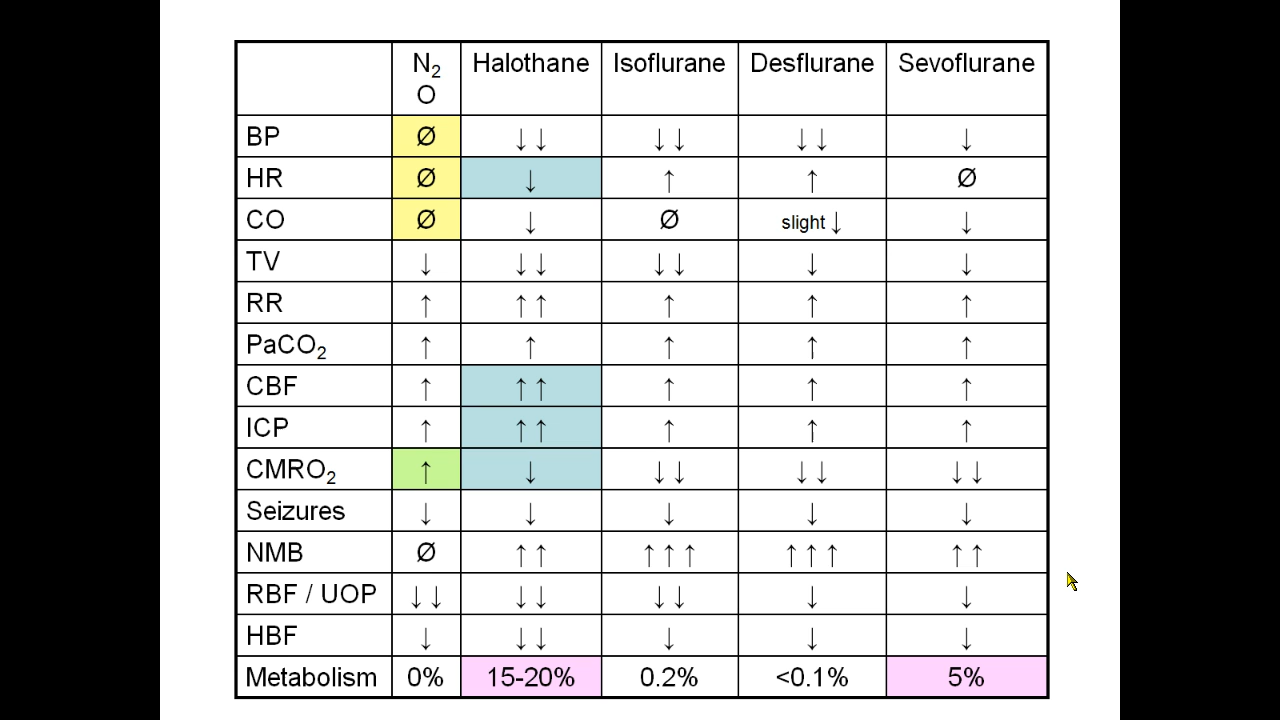 N₂O Halothane Isoflurane Desflurane Sevoflurane
BP Ø ↓↓ ↓↓ ↓↓ ↓
HR Ø ↓ ↑ ↑ Ø
CO Ø ↓ Ø slight ↓ ↓
TV ↓ ↓↓ ↓↓ ↓ ↓
RR ↑ ↑↑ ↑ ↑ ↑
PaCO₂ ↑ ↑ ↑ ↑ ↑
CBF ↑ ↑↑ ↑ ↑ ↑
ICP ↑ ↑↑ ↑ ↑ ↑
CMRO₂ ↑ ↓ ↓↓ ↓↓ ↓↓
Seizures ↓ ↓ ↓ ↓ ↓
NMB Ø ↑↑ ↑↑↑ ↑↑↑ ↑↑
RBF / UOP ↓↓ ↓↓ ↓↓ ↓ ↓
HBF ↓ ↓↓ ↓ ↓ ↓
Metabolism 0% 15-20% 0.2% <0.1% 5%